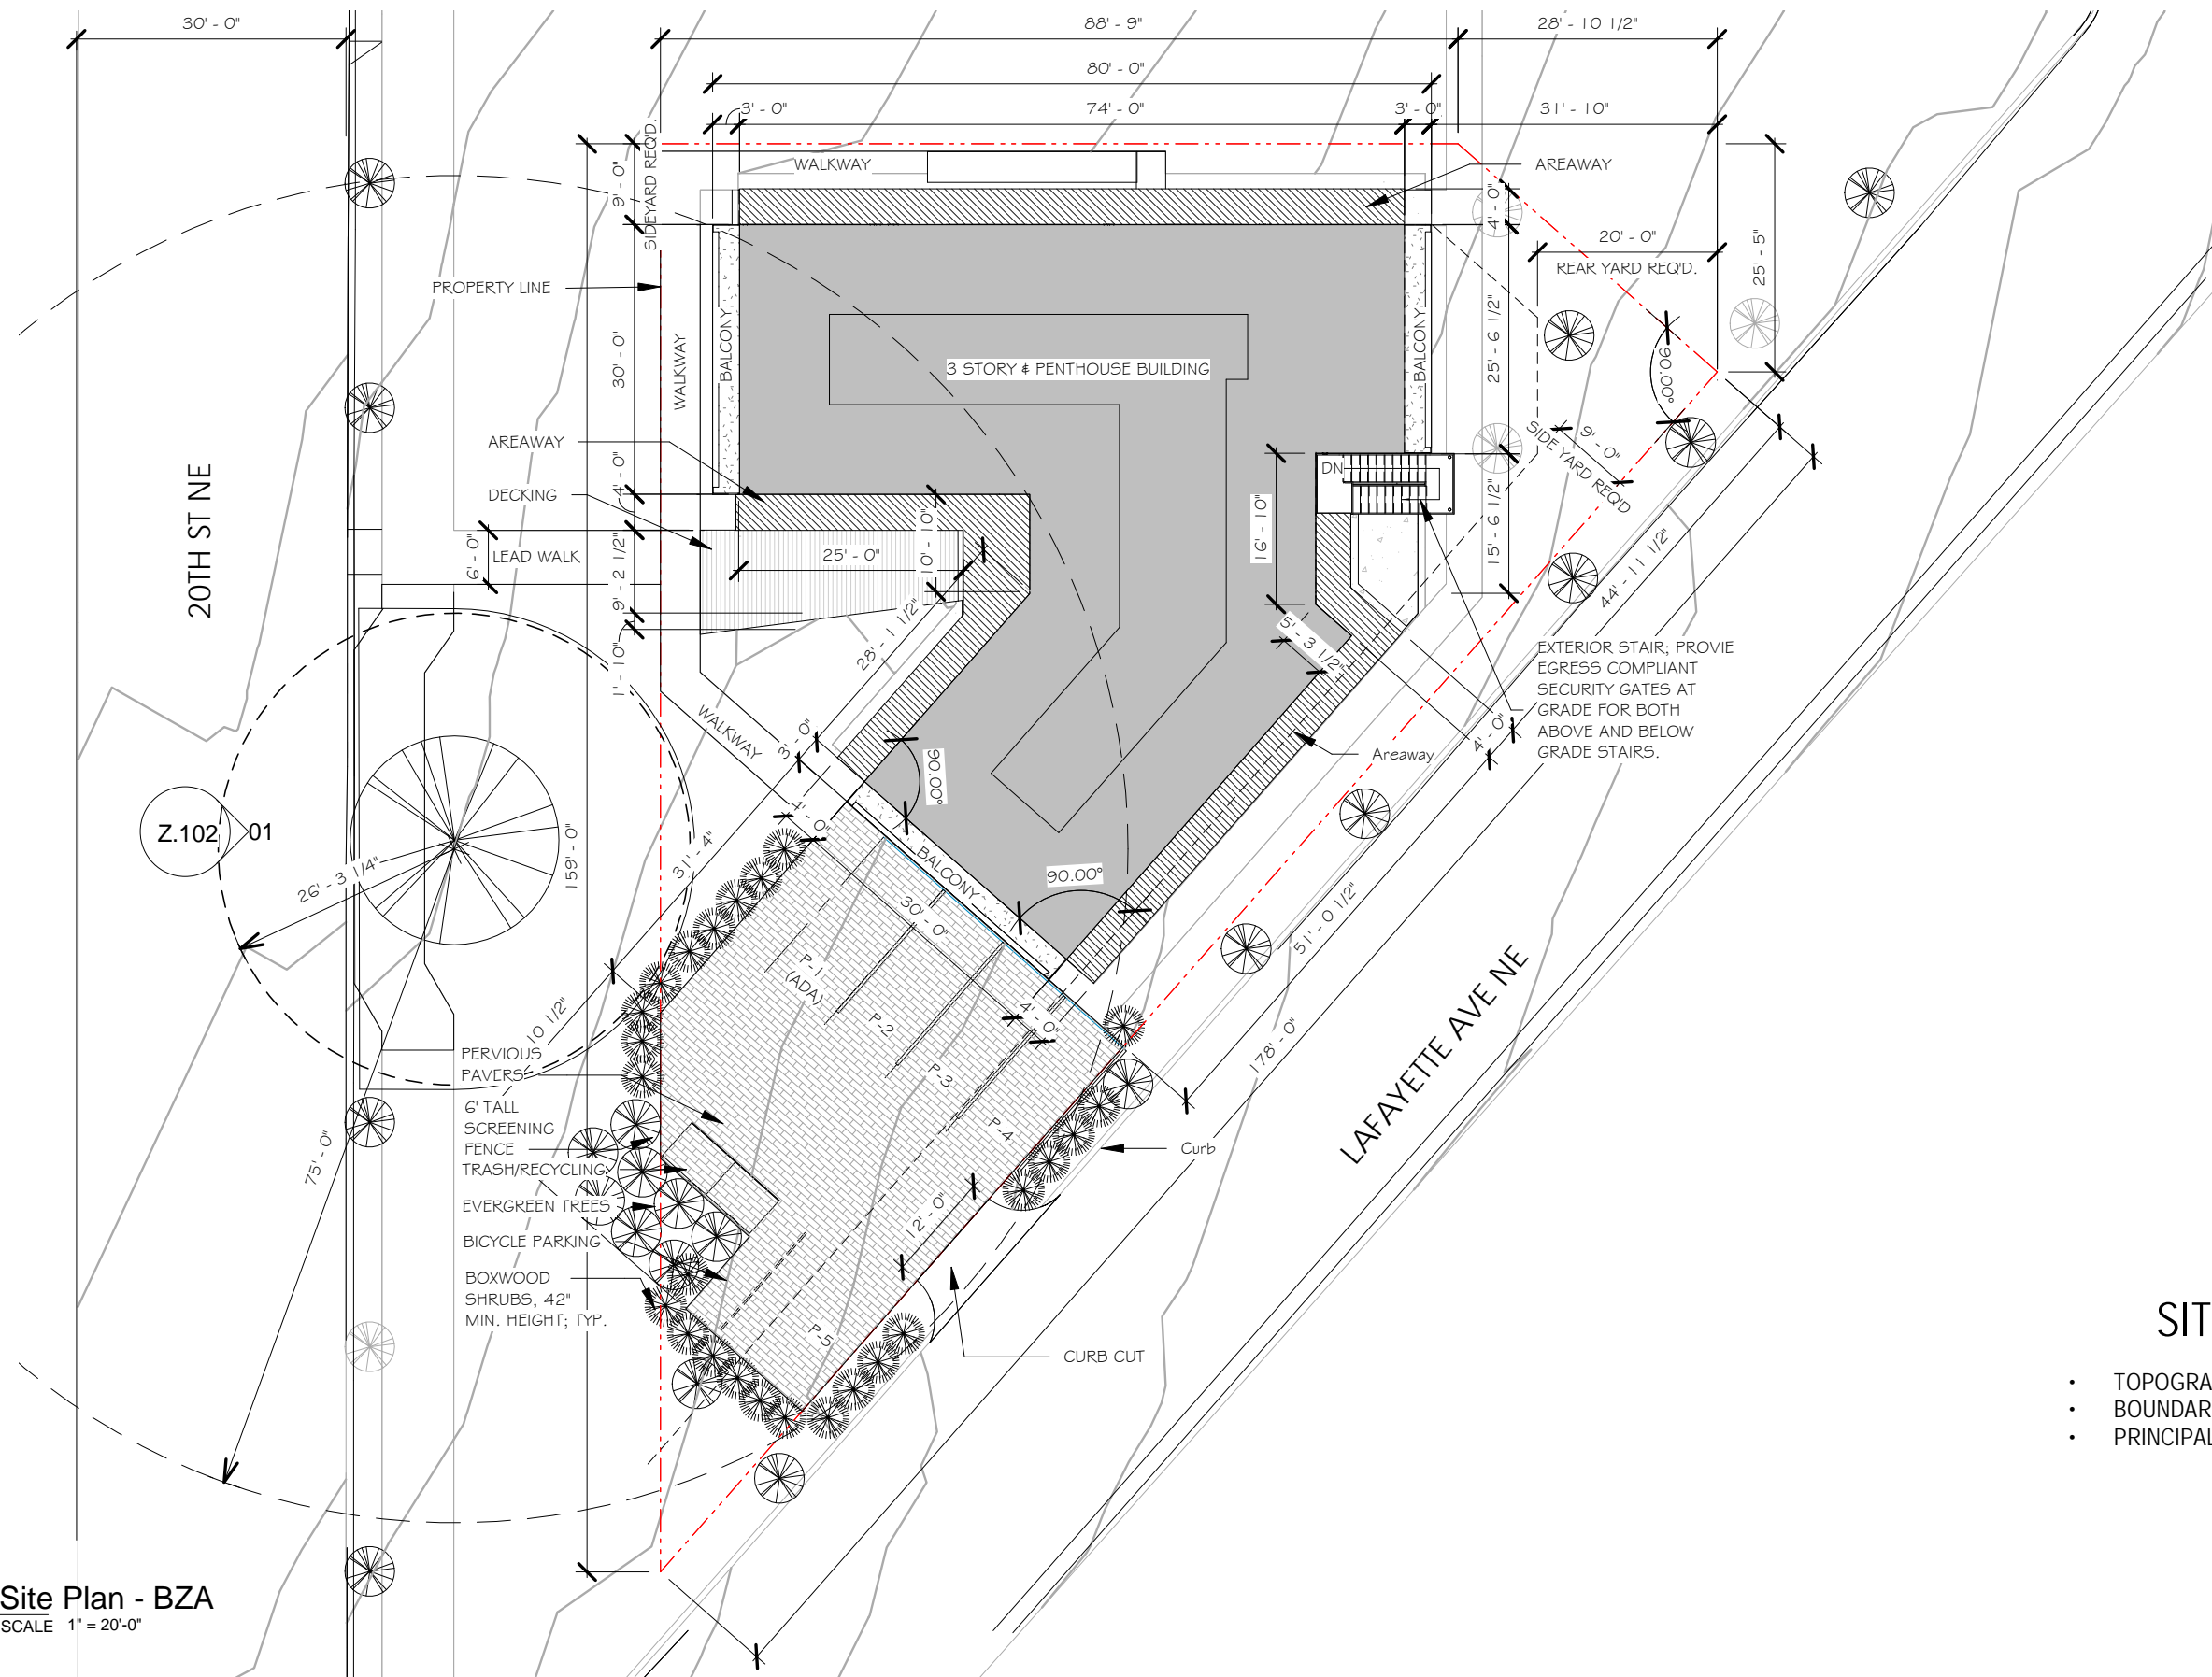 30' - 0"
88' - 9"
28' - 10 1/2"
80' - 0"
3' - 0"
74' - 0"
3' - 0"
31' - 10"
SIDEYARD REQ'D.
9' - 0"
WALKWAY
AREAWAY
4' - 0"
20' - 0"
REAR YARD REQ'D.
25' - 5"
PROPERTY LINE
30' - 0"
WALKWAY
BALCONY
3 STORY & PENTHOUSE BUILDING
BALCONY
25' - 6 1/2"
90.00°
AREAWAY
DECKING
4' - 0"
20TH ST NE
6' - 0"
LEAD WALK
9' - 2 1/2"
1' - 10"
25' - 0"
10' - 10"
28' - 1 1/2"
DN
16' - 10"
15' - 6 1/2"
9' - 0"
SIDE YARD REQ'D
44' - 11 1/2"
5' - 3 1/2"
EXTERIOR STAIR; PROVIE
EGRESS COMPLIANT
SECURITY GATES AT
GRADE FOR BOTH
ABOVE AND BELOW
GRADE STAIRS.
4' - 0"
Areaway
WALKWAY
3' - 0"
90.00°
4' - 0"
Z.102
01
26' - 3 1/4"
159' - 0"
31' - 4"
BALCONY
90.00°
30' - 0"
51' - 0 1/2"
LAFAYETTE AVE NE
P-1
(ADA)
P-2
P-3
P-4
P-5
4' - 0"
178' - 0"
10 1/2"
PERVIOUS
PAVERS
6' TALL
SCREENING
FENCE
TRASH/RECYCLING
EVERGREEN TREES
BICYCLE PARKING
BOXWOOD
SHRUBS, 42"
MIN. HEIGHT; TYP.
75' - 0"
12' - 0"
Curb
CURB CUT
SIT
• TOPOGRA
• BOUNDAR
• PRINCIPAL
Site Plan - BZA
SCALE 1" = 20'-0"